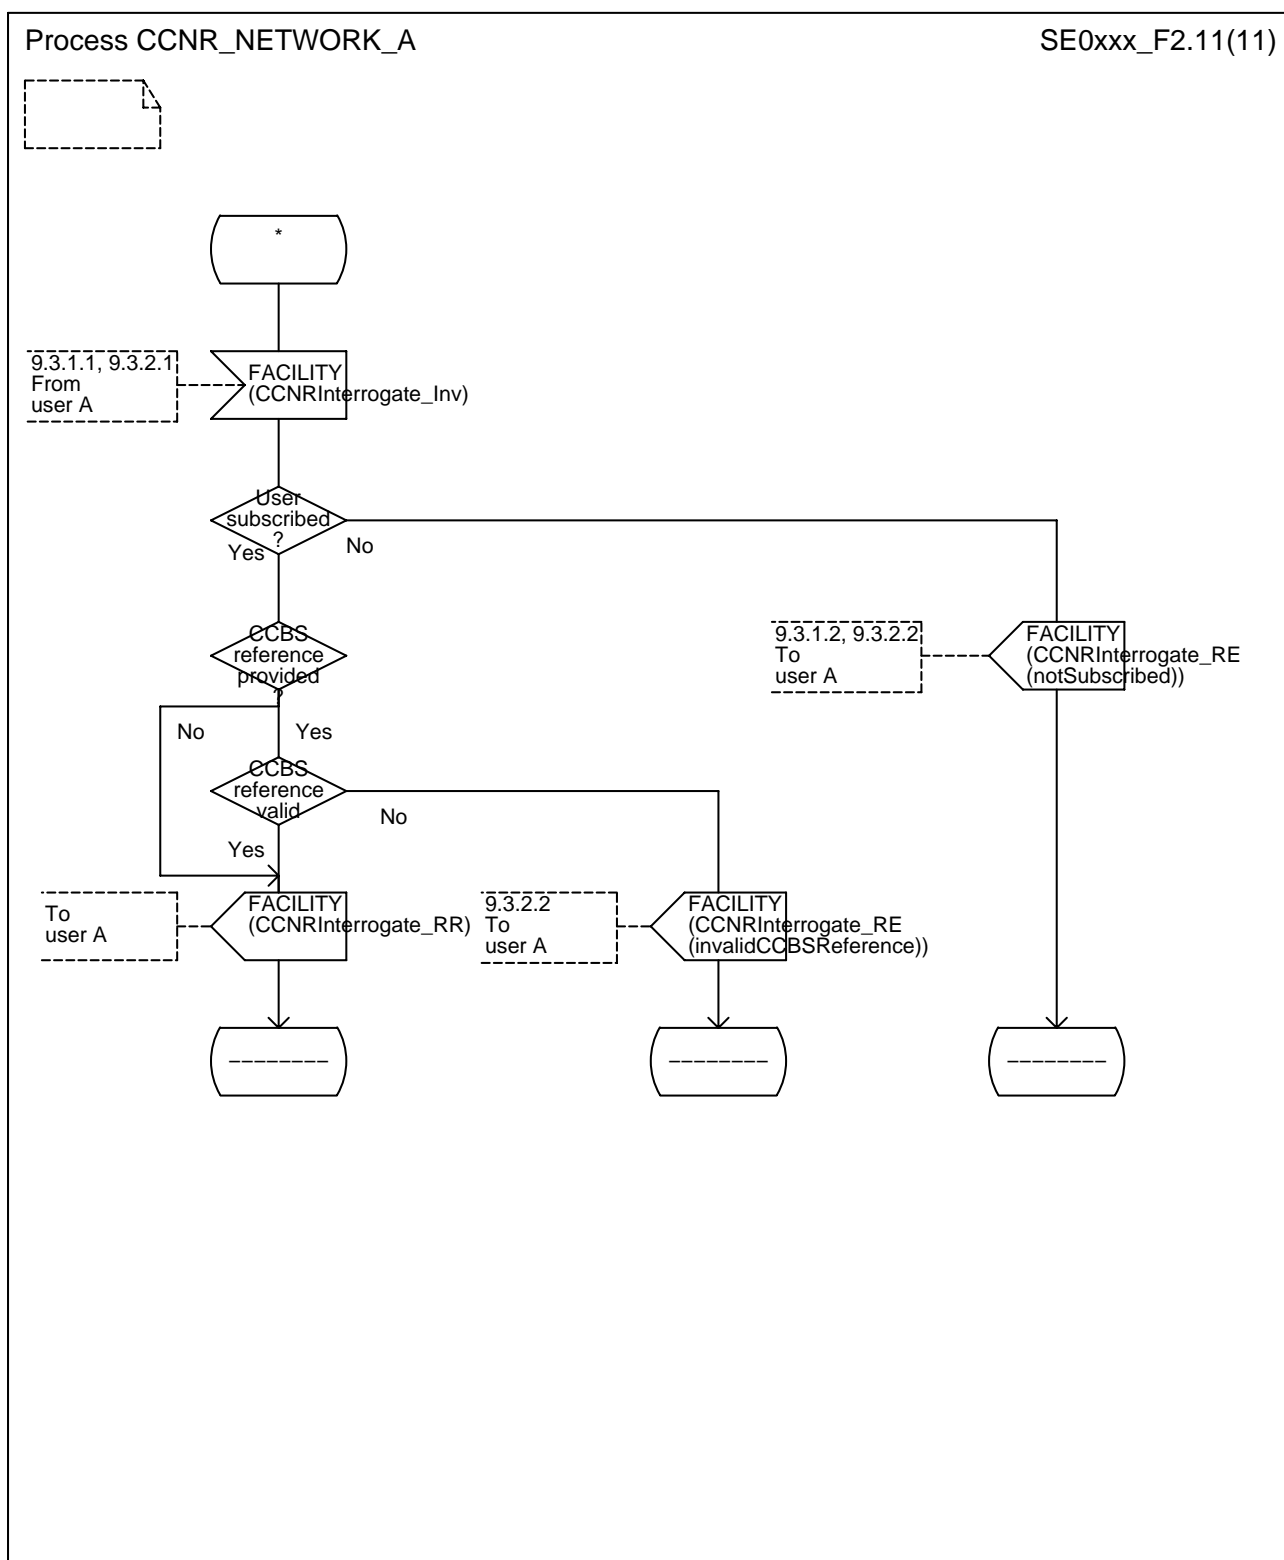 Process CCNR_NETWORK_A
SE0xxx_F2.11(11)
*
9.3.1.1, 9.3.2.1
From
user A
FACILITY
(CCNRInterrogate_Inv)
User
subscribed
?
Yes
No
CCBS
reference
provided
?
9.3.1.2, 9.3.2.2
To
user A
FACILITY
(CCNRInterrogate_RE
(notSubscribed))
No
Yes
CCBS
reference
valid
No
Yes
To
user A
FACILITY
(CCNRInterrogate_RR)
9.3.2.2
To
user A
FACILITY
(CCNRInterrogate_RE
(invalidCCBSReference))